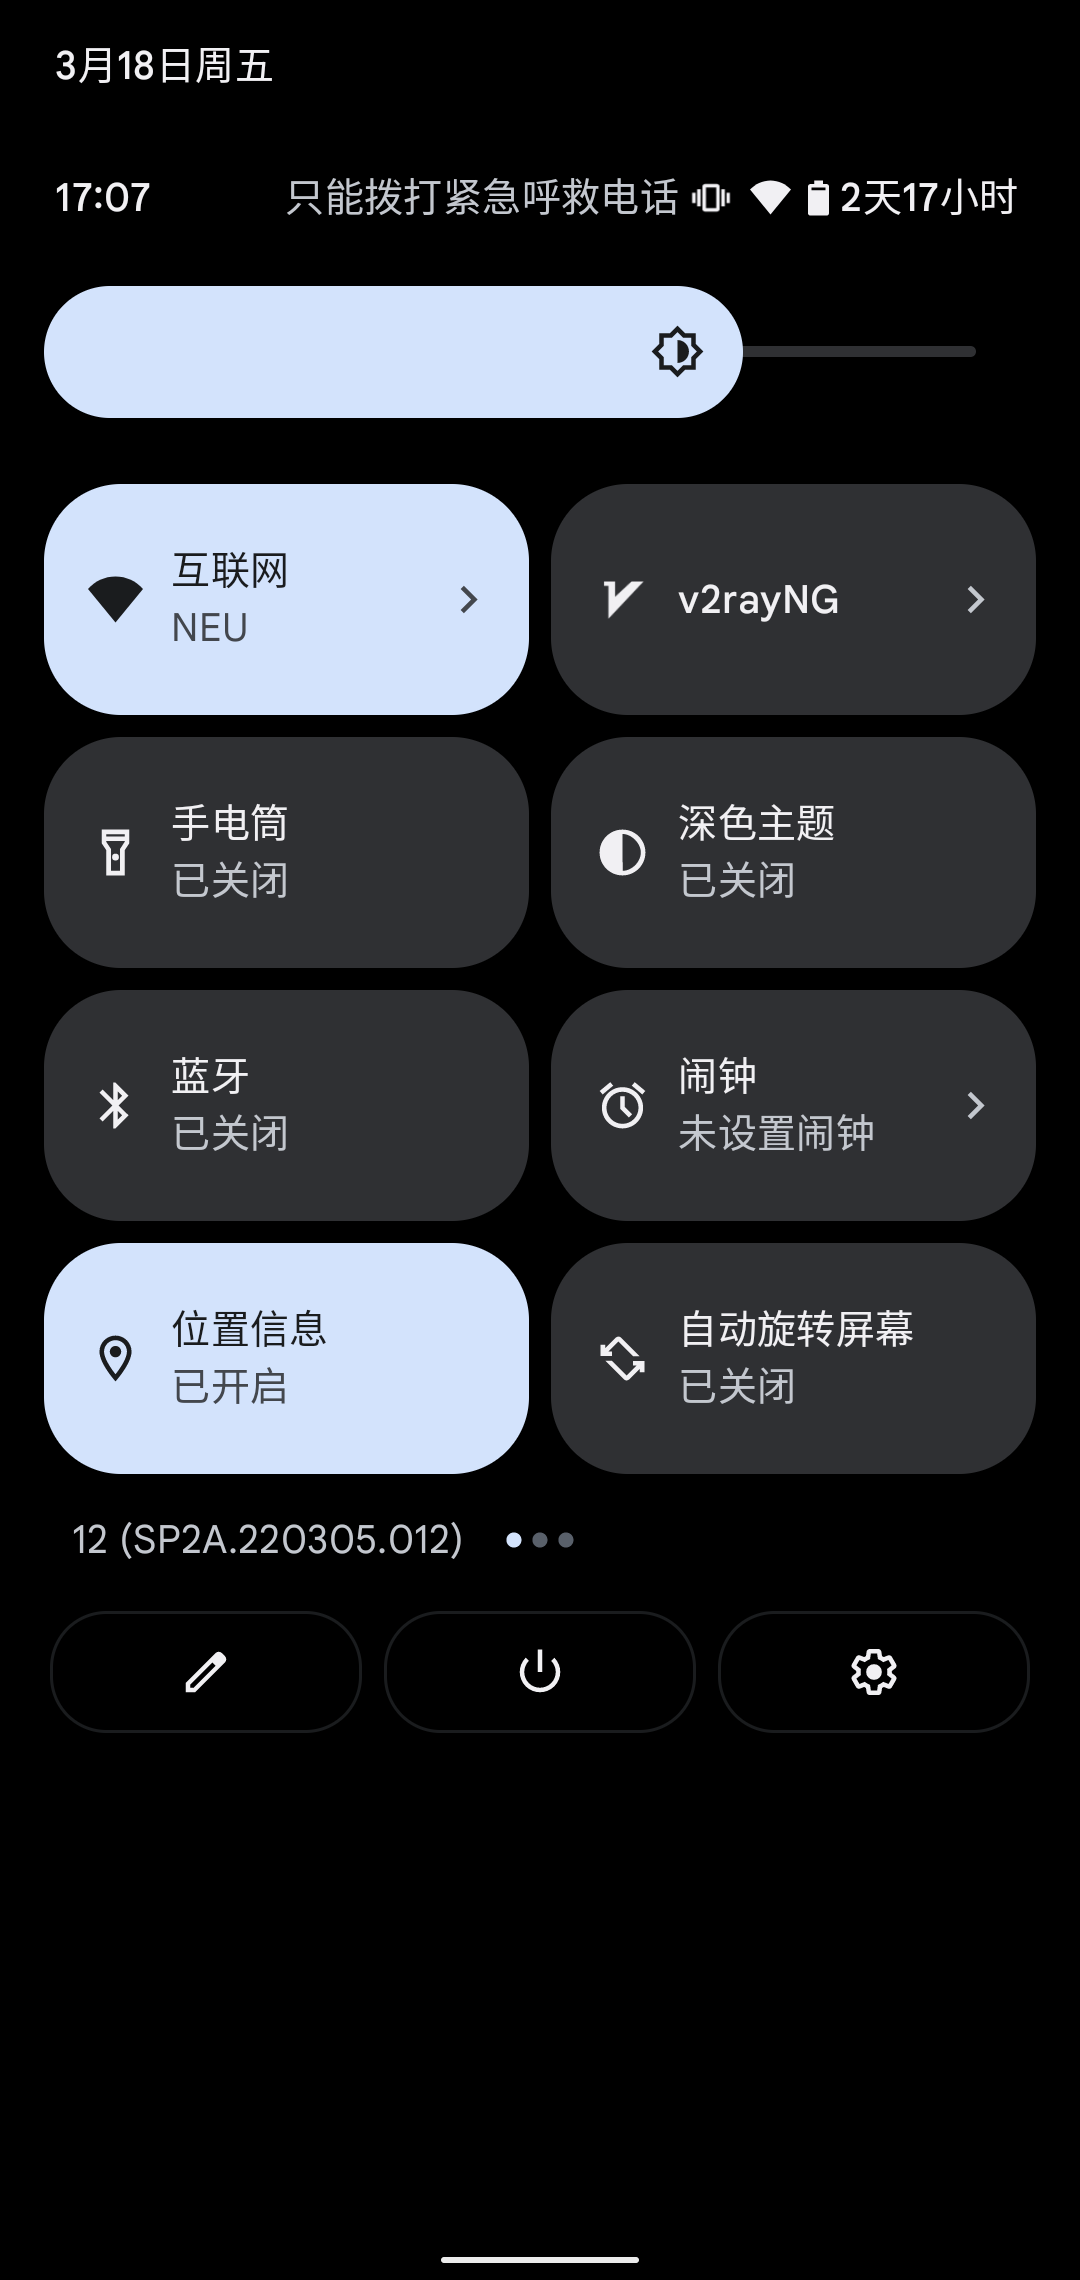 3月18日周五
17:07 只能拨打紧急呼救电话 2天17小时
互联网
NEU
v2rayNG
手电筒
已关闭
深色主题
已关闭
蓝牙
已关闭
闹钟
未设置闹钟
位置信息
已开启
自动旋转屏幕
已关闭
12 (SP2A.220305.012)